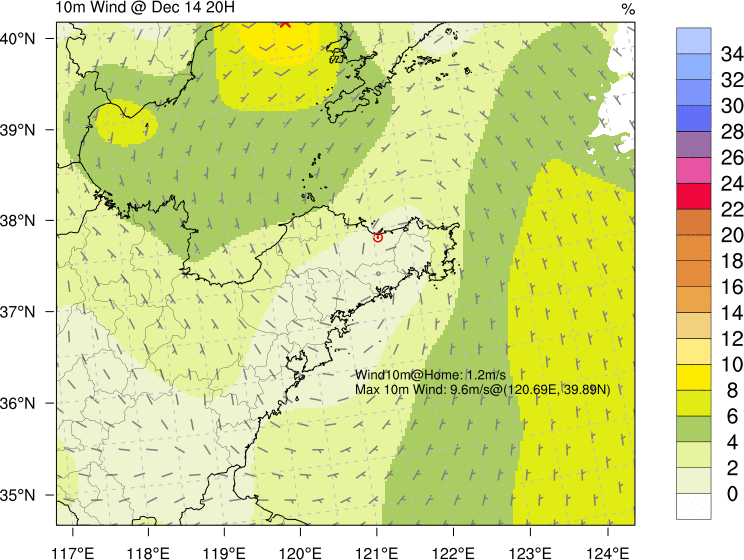 10m Wind @ Dec 14 20H
%
40°N
39°N
38°N
37°N
36°N
35°N
117°E
118°E
119°E
120°E
121°E
122°E
123°E
124°E
Wind10m@Home: 1.2m/s
Max 10m Wind: 9.6m/s@(120.69E, 39.89N)
34
32
30
28
26
24
22
20
18
16
14
12
10
8
6
4
2
0